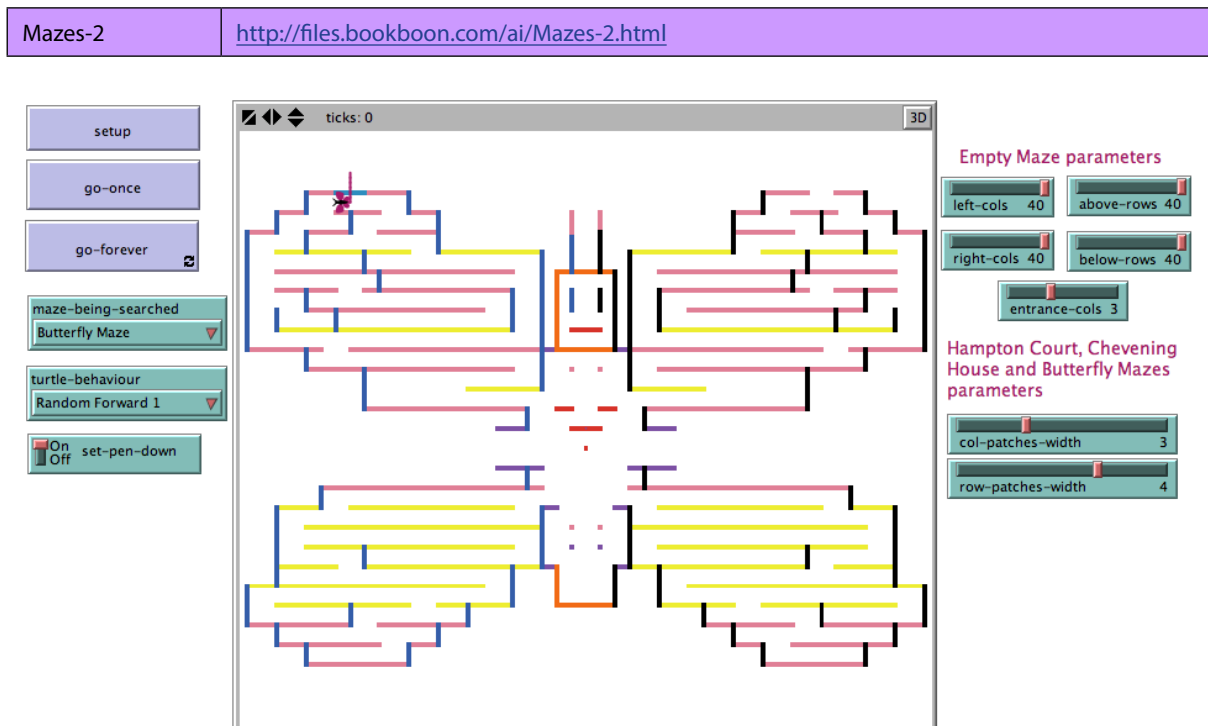 Mazes-2
http://files.bookboon.com/ai/Mazes-2.html
setup
go-once
go-forever
maze-being-searched
Butterfly Maze
turtle-behaviour
Random Forward 1
On
Off
set-pen-down
ticks: 0
3D
Empty Maze parameters
left-cols 40
above-rows 40
right-cols 40
below-rows 40
entrance-cols 3
Hampton Court, Chevening
House and Butterfly Mazes
parameters
col-patches-width 3
row-patches-width 4